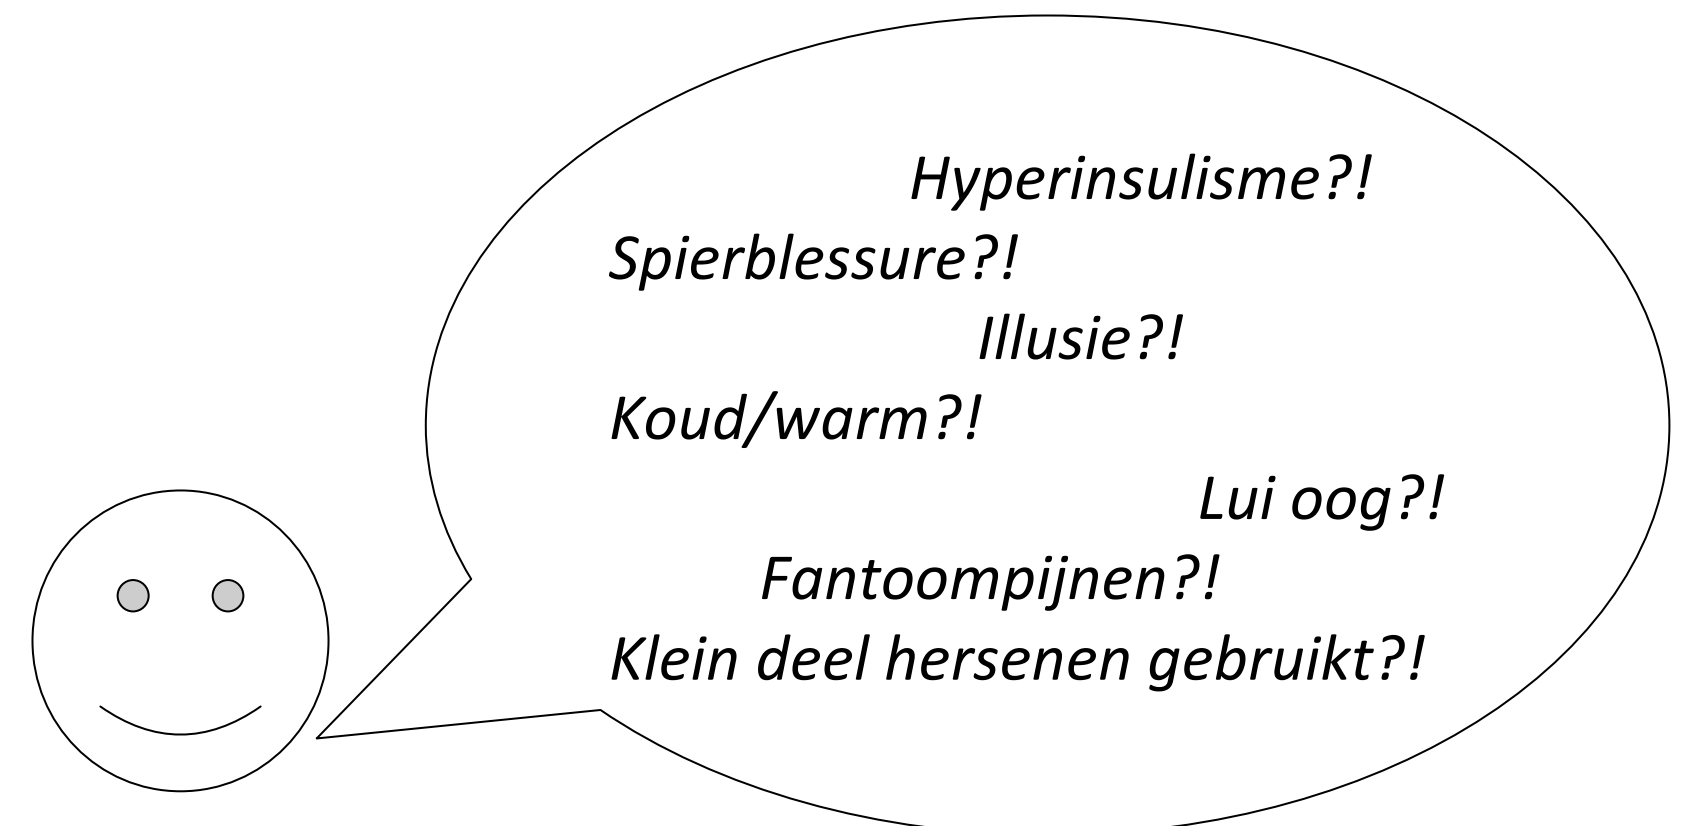 Hyperinsulisme?!
Spierblessure?!
Illusie?!
Koud/warm?!
Lui oog?!
Fantoompijnen?!
Klein deel hersenen gebruikt?!